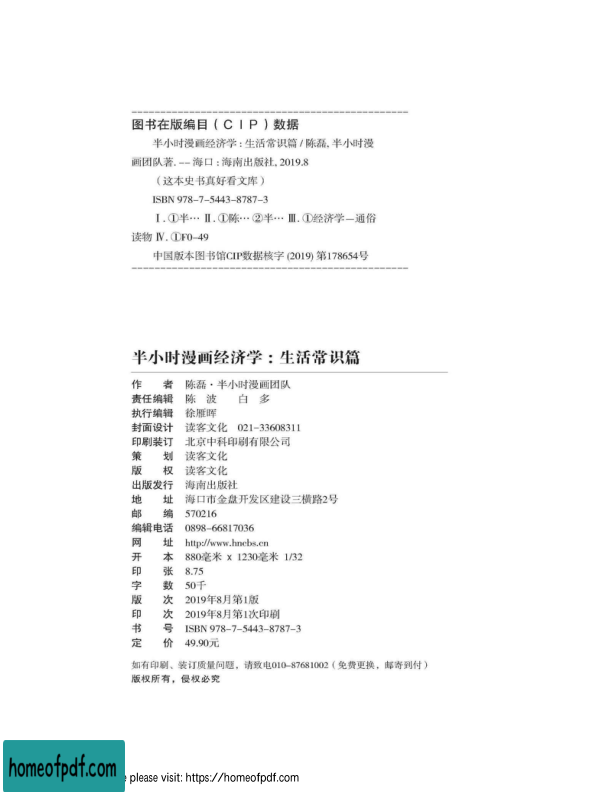 图书在版编目（CIP）数据
半小时漫画经济学：生活常识篇 / 陈磊, 半小时漫
画团队著. -- 海口：海南出版社, 2019.8
（这本史书真好看文库）
ISBN 978-7-5443-8787-3
Ⅰ. ①半… Ⅱ. ①陈… ②半… Ⅲ. ①经济学—通俗
读物 Ⅳ. ①F0-49
中国版本图书馆CIP数据核字 (2019) 第178654号
半小时漫画经济学：生活常识篇
作 者 陈磊·半小时漫画团队
责任编辑 陈 波 白 多
执行编辑 徐雁晖
封面设计 读客文化 021-33608311
印刷装订 北京中科印刷有限公司
策 划 读客文化
版 权 读客文化
出版发行 海南出版社
地 址 海口市金盘开发区建设三横路2号
邮 编 570216
编辑电话 0898-66817036
网 址 http://www.hncbs.cn
开 本 880毫米 x 1230毫米 1/32
印 张 8.75
字 数 50千
版 次 2019年8月第1版
印 次 2019年8月第1次印刷
书 号 ISBN 978-7-5443-8787-3
定 价 49.90元
如有印刷、装订质量问题，请致电010-87681002（免费更换，邮寄到付）
版权所有，侵权必究
homeofpdf.com
please visit: https://homeofpdf.com